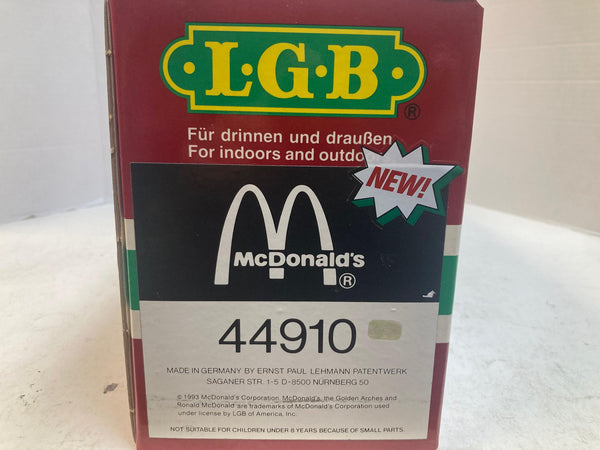 L·G·B
®
Für drinnen und draußen
For indoors and outdo
NEW!
McDonald's
®
44910
MADE IN GERMANY BY ERNST PAUL LEHMANN PATENTWERK
SAGANER STR. 1-5 D-8500 NÜRNBERG 50
© 1993 McDonald's Corporation. McDonald's, the Golden Arches and
Ronald McDonald are trademarks of McDonald's Corporation used
under license by LGB of America, Inc.
NOT SUITABLE FOR CHILDREN UNDER 8 YEARS BECAUSE OF SMALL PARTS.